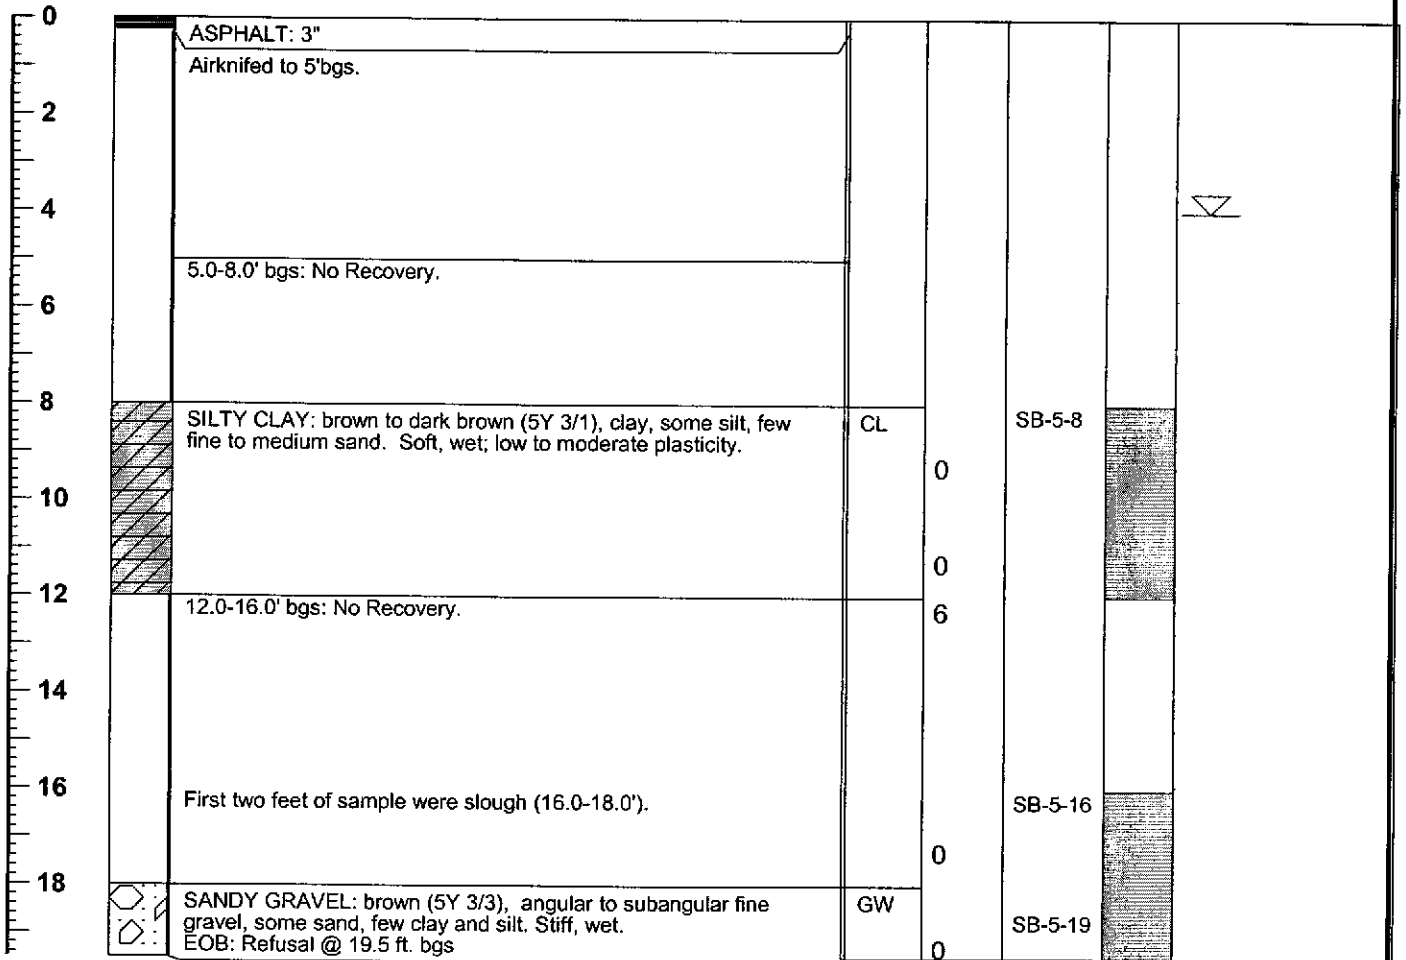 0
ASPHALT: 3"
Airknifed to 5'bgs.
2
4
5.0-8.0' bgs: No Recovery.
6
8
SILTY CLAY: brown to dark brown (5Y 3/1), clay, some silt, few
fine to medium sand. Soft, wet; low to moderate plasticity.
CL
SB-5-8
0
10
0
12
12.0-16.0' bgs: No Recovery.
6
14
16
First two feet of sample were slough (16.0-18.0').
SB-5-16
0
18
SANDY GRAVEL: brown (5Y 3/3), angular to subangular fine
gravel, some sand, few clay and silt. Stiff, wet.
EOB: Refusal @ 19.5 ft. bgs
GW
SB-5-19
0